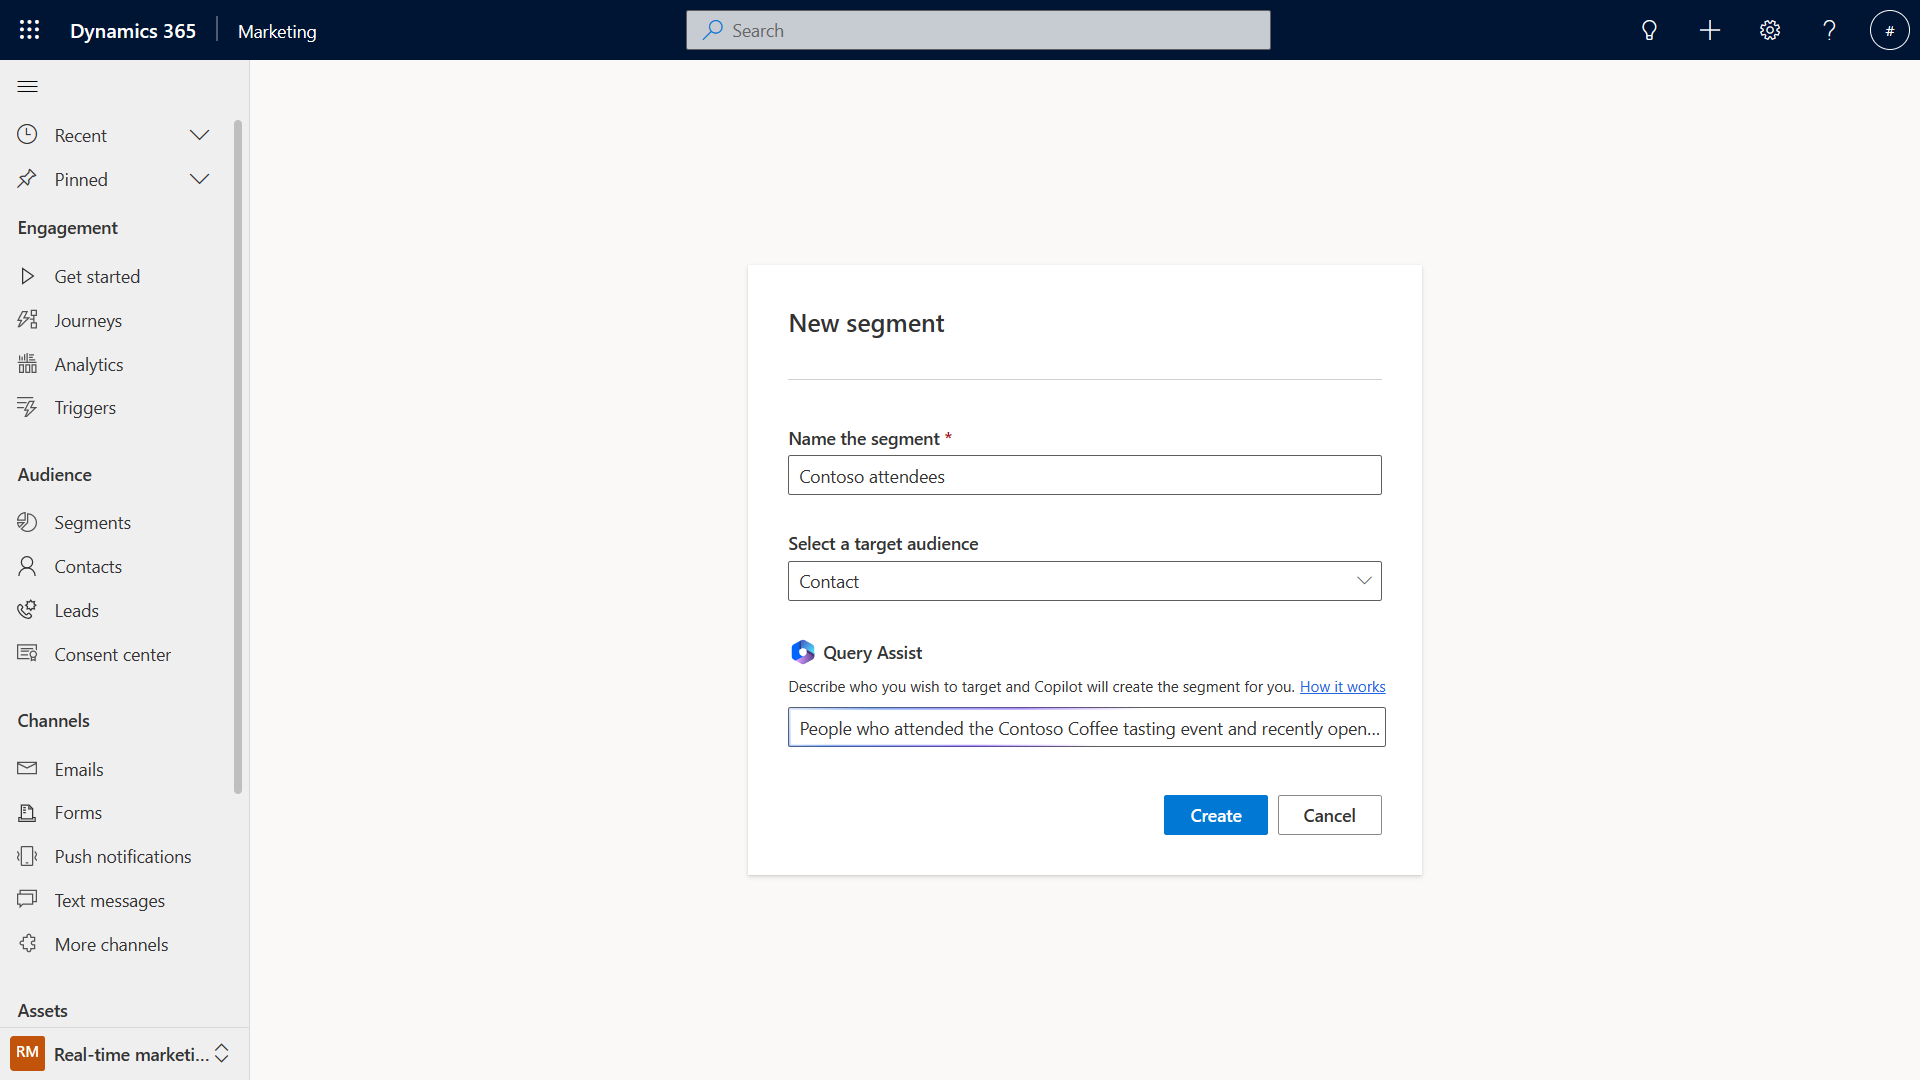 Dynamics 365
Marketing
Search
#
Recent
Pinned
Engagement
Get started
Journeys
Analytics
Triggers
Audience
Segments
Contacts
Leads
Consent center
Channels
Emails
Forms
Push notifications
Text messages
More channels
Assets
RM
Real-time marketi...
New segment
Name the segment *
Contoso attendees
Select a target audience
Contact
Query Assist
Describe who you wish to target and Copilot will create the segment for you. How it works
People who attended the Contoso Coffee tasting event and recently open...
Create
Cancel